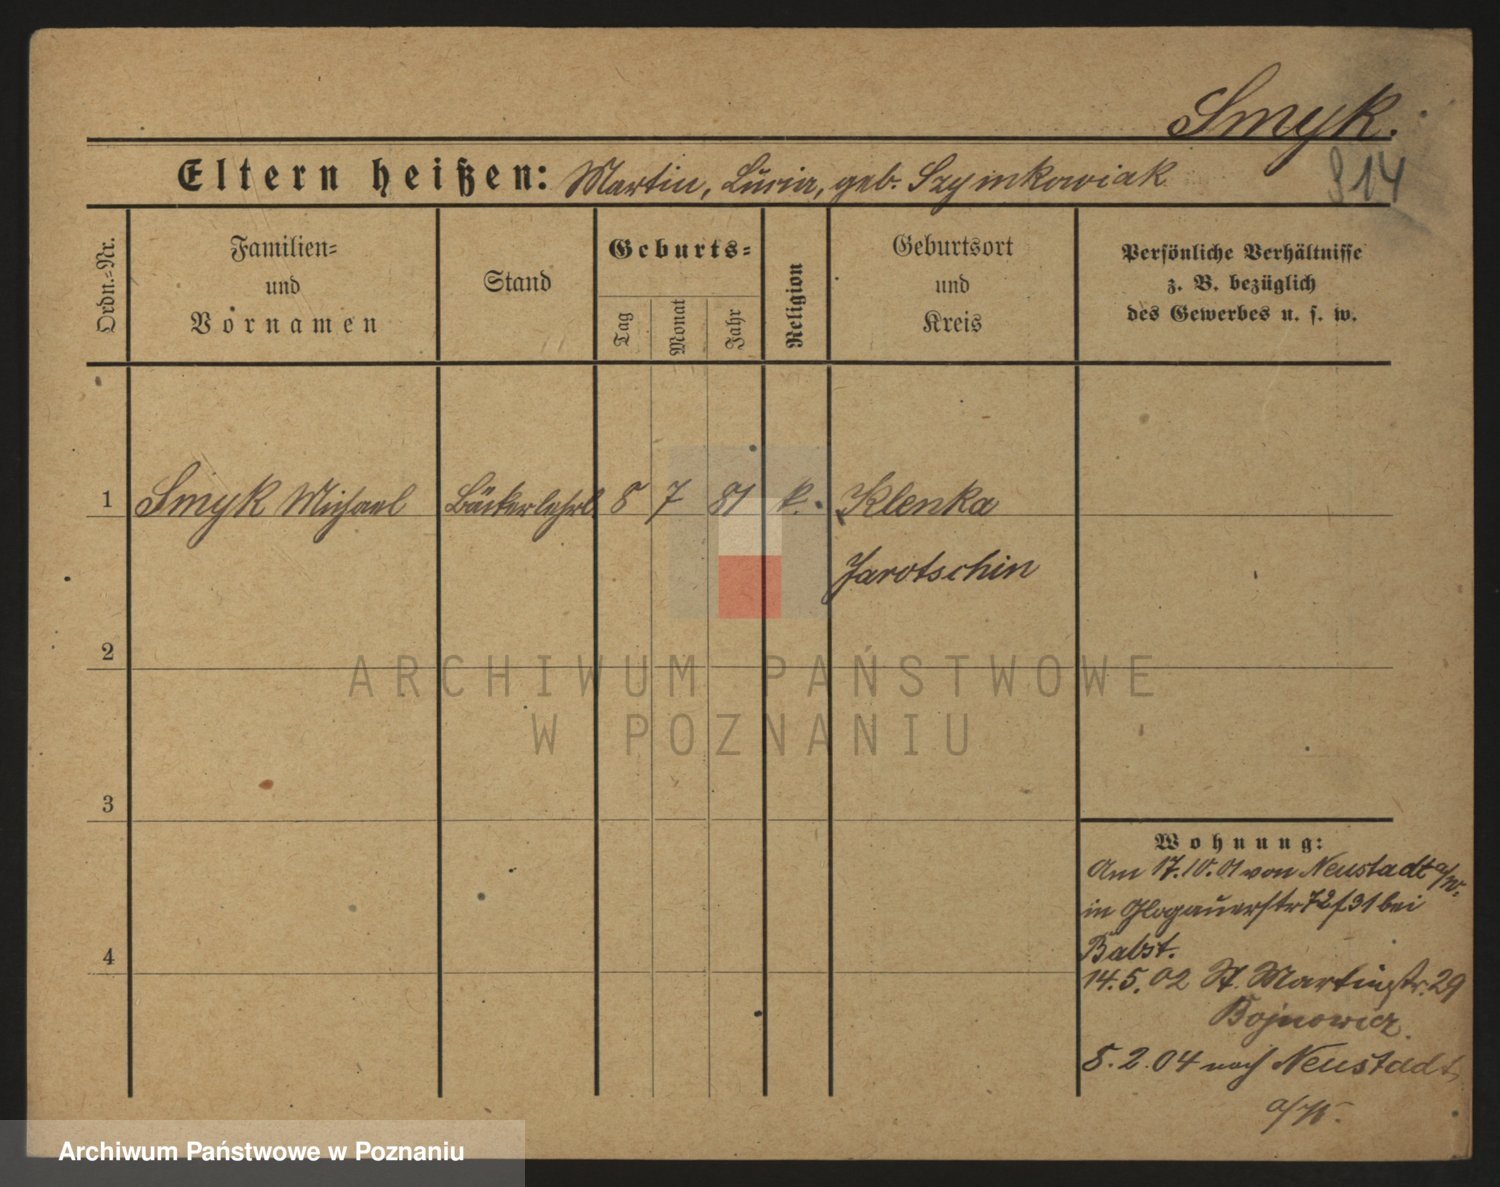 Smyk.
914
Eltern heißen: Martin, Lucia, geb. Szymkowiak
Ordn.-Nr.
Familien-
und
Vornamen
Stand
Geburts-
Tag
Monat
Jahr
Religion
Geburtsort
und
Kreis
Persönliche Verhältnisse
z. B. bezüglich
des Gewerbes u. s. w.
1 Smyk Michael Bäckerlehrl. 8 7 81 k. Klenka
Jarotschin
2
ARCHIWUM PAŃSTWOWE
W POZNANIU
3
Wohnung:
Am 17.10.01 von Neustadt a/W.
in Glogauerstr 72/31 bei
Babst.
4
14.5.02 St. Martinstr. 29
Bojnowicz.
8.2.04 nach Neustadt
a/W.
Archiwum Państwowe w Poznaniu